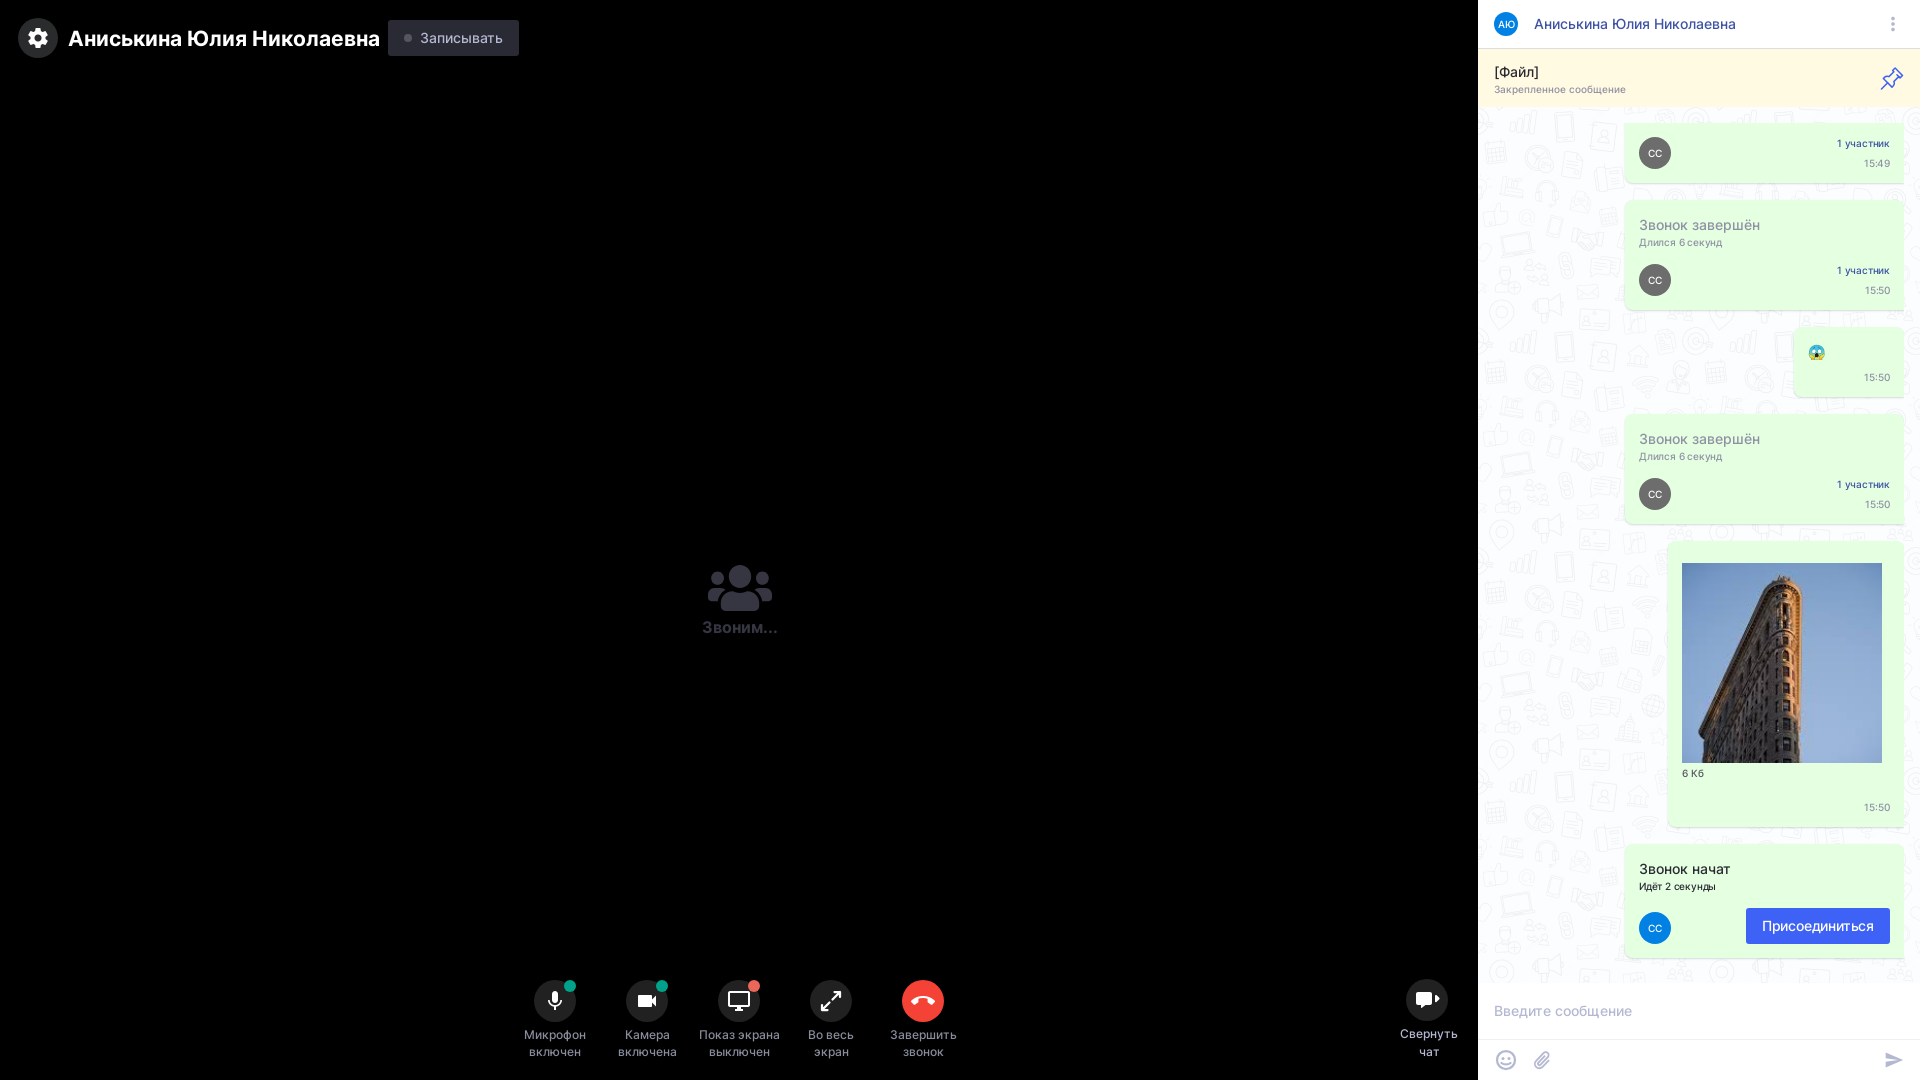 Аниськина Юлия Николаевна
Записывать
Звоним...
Микрофон включен
Камера включена
Показ экрана выключен
Во весь экран
Завершить звонок
Свернуть чат
АЮ
Аниськина Юлия Николаевна
[Файл]
Закрепленное сообщение
СС
1 участник
15:49
Звонок завершён
Длился 6 секунд
СС
1 участник
15:50
15:50
Звонок завершён
Длился 6 секунд
СС
1 участник
15:50
6 Кб
15:50
Звонок начат
Идёт 2 секунды
СС
Присоединиться
Введите сообщение